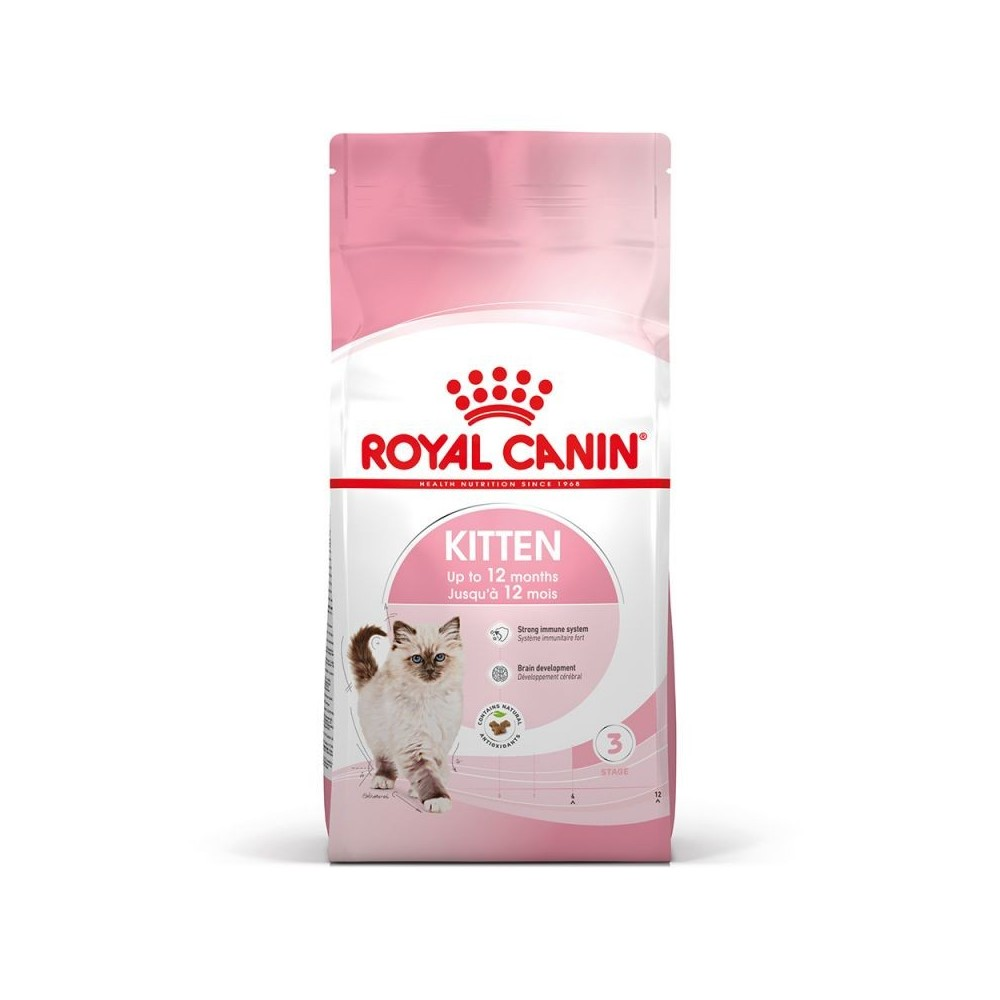 ROYAL CANIN®
HEALTH NUTRITION SINCE 1968
KITTEN
Up to 12 months
Jusqu'à 12 mois
Strong immune system
Système immunitaire fort
Brain development
Développement cérébral
CONTAINS NATURAL
ANTIOXIDANTS
3
STAGE
4
12